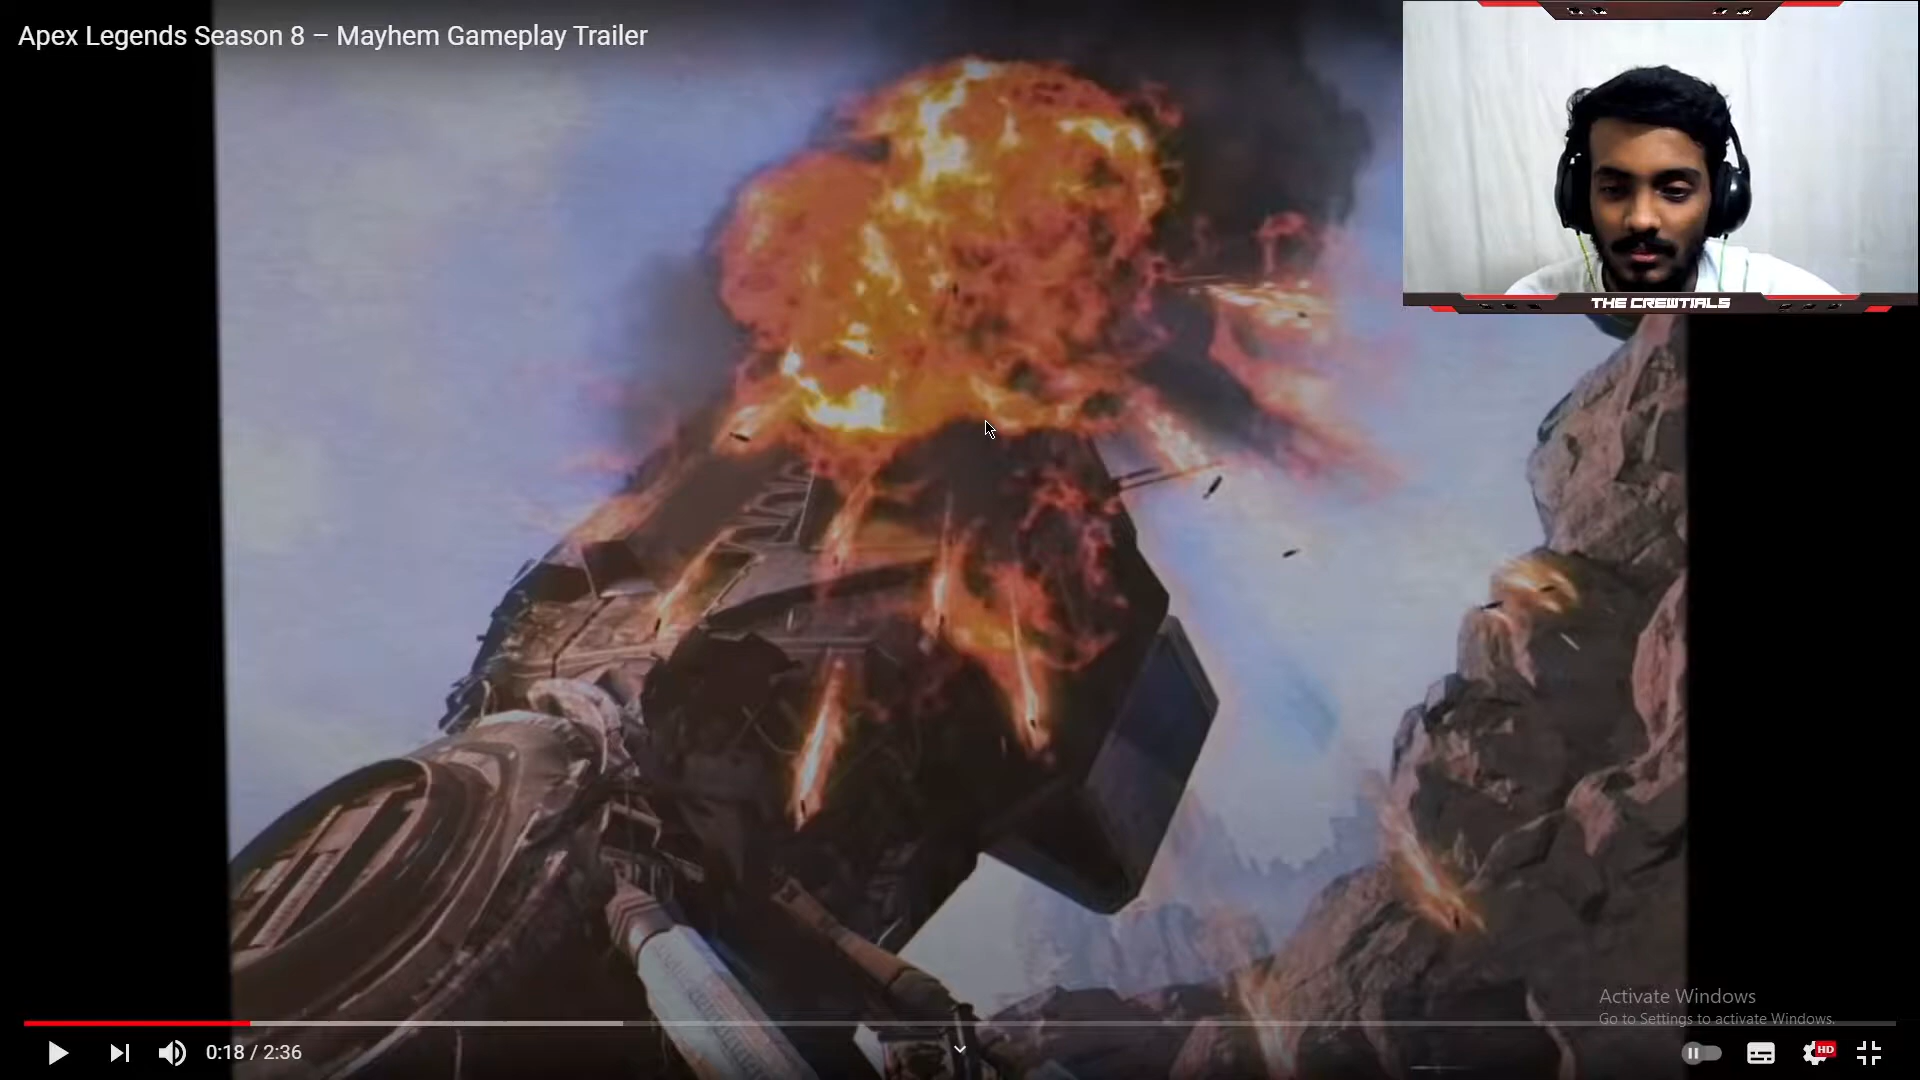 Apex Legends Season 8 – Mayhem Gameplay Trailer
THE CREWTIALS
Activate Windows
Go to Settings to activate Windows.
0:18 / 2:36
HD